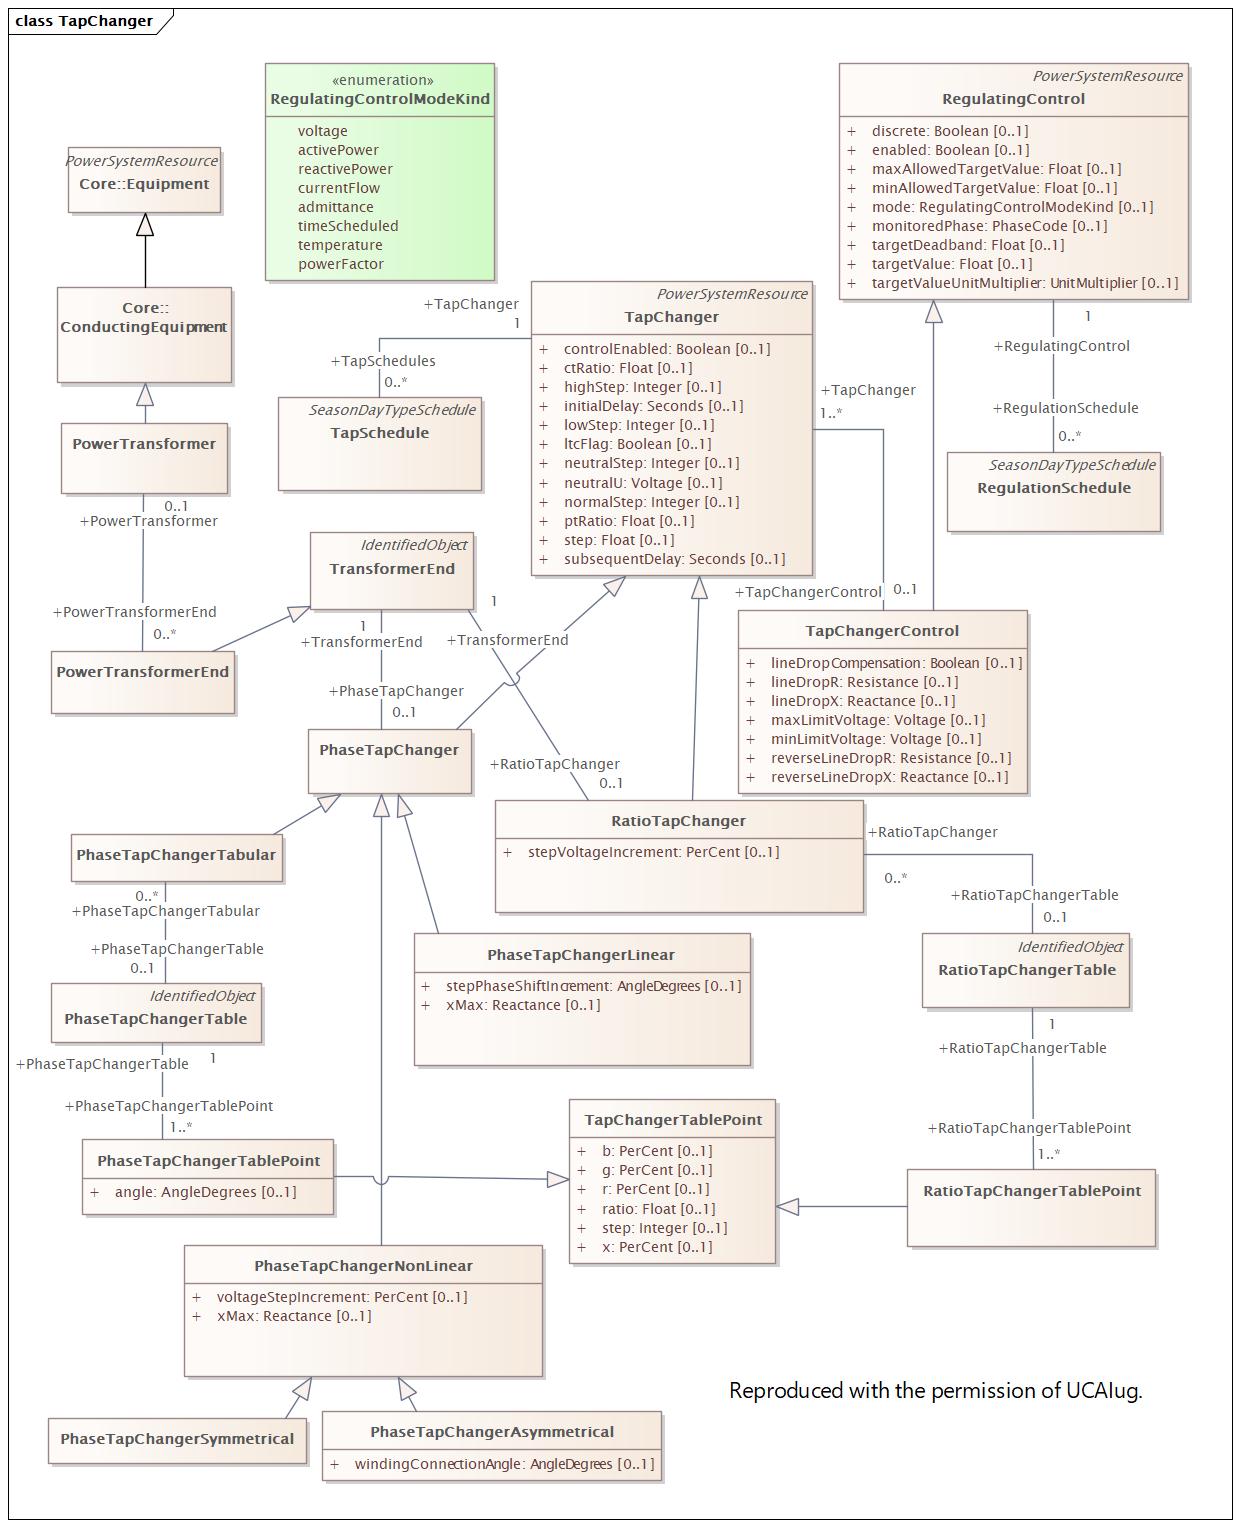 class TapChanger
«enumeration»
RegulatingControlModeKind
voltage
activePower
reactivePower
currentFlow
admittance
timeScheduled
temperature
powerFactor
PowerSystemResource
RegulatingControl
+ discrete: Boolean [0..1]
+ enabled: Boolean [0..1]
+ maxAllowedTargetValue: Float [0..1]
+ minAllowedTargetValue: Float [0..1]
+ mode: RegulatingControlModeKind [0..1]
+ monitoredPhase: PhaseCode [0..1]
+ targetDeadband: Float [0..1]
+ targetValue: Float [0..1]
+ targetValueUnitMultiplier: UnitMultiplier [0..1]
PowerSystemResource
Core::Equipment
Core::
ConductingEquipment
PowerTransformer
0..1
+PowerTransformer
+PowerTransformerEnd
0..*
PowerTransformerEnd
+TapChanger
1
+TapSchedules
0..*
SeasonDayTypeSchedule
TapSchedule
PowerSystemResource
TapChanger
+ controlEnabled: Boolean [0..1]
+ ctRatio: Float [0..1]
+ highStep: Integer [0..1]
+ initialDelay: Seconds [0..1]
+ lowStep: Integer [0..1]
+ ltcFlag: Boolean [0..1]
+ neutralStep: Integer [0..1]
+ neutralU: Voltage [0..1]
+ normalStep: Integer [0..1]
+ ptRatio: Float [0..1]
+ step: Float [0..1]
+ subsequentDelay: Seconds [0..1]
+TapChanger
1..*
+TapChangerControl
0..1
1
+RegulatingControl
+RegulationSchedule
0..*
SeasonDayTypeSchedule
RegulationSchedule
IdentifiedObject
TransformerEnd
1
+TransformerEnd
+PhaseTapChanger
0..1
1
+TransformerEnd
+RatioTapChanger
0..1
TapChangerControl
+ lineDropCompensation: Boolean [0..1]
+ lineDropR: Resistance [0..1]
+ lineDropX: Reactance [0..1]
+ maxLimitVoltage: Voltage [0..1]
+ minLimitVoltage: Voltage [0..1]
+ reverseLineDropR: Resistance [0..1]
+ reverseLineDropX: Reactance [0..1]
PhaseTapChanger
RatioTapChanger
+ stepVoltageIncrement: PerCent [0..1]
+RatioTapChanger
0..*
+RatioTapChangerTable
0..1
PhaseTapChangerTabular
0..*
+PhaseTapChangerTabular
+PhaseTapChangerTable
0..1
IdentifiedObject
PhaseTapChangerTable
1
+PhaseTapChangerTable
+PhaseTapChangerTablePoint
1..*
PhaseTapChangerLinear
+ stepPhaseShiftIncrement: AngleDegrees [0..1]
+ xMax: Reactance [0..1]
IdentifiedObject
RatioTapChangerTable
1
+RatioTapChangerTable
+RatioTapChangerTablePoint
1..*
PhaseTapChangerTablePoint
+ angle: AngleDegrees [0..1]
TapChangerTablePoint
+ b: PerCent [0..1]
+ g: PerCent [0..1]
+ r: PerCent [0..1]
+ ratio: Float [0..1]
+ step: Integer [0..1]
+ x: PerCent [0..1]
RatioTapChangerTablePoint
PhaseTapChangerNonLinear
+ voltageStepIncrement: PerCent [0..1]
+ xMax: Reactance [0..1]
PhaseTapChangerSymmetrical
PhaseTapChangerAsymmetrical
+ windingConnectionAngle: AngleDegrees [0..1]
Reproduced with the permission of UCAIug.